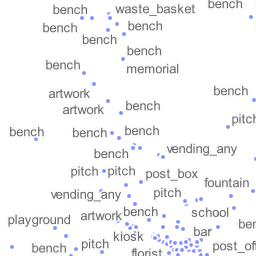 bench
waste_basket
bench
bench
bench
bench
bench
bench
memorial
bench
artwork
artwork
bench
pitch
bench
bench
bench
vending_any
bench
pitch
pitch
post_box
fountain
vending_any
pitch
artwork
bench
school
playground
ben
kiosk
bar
bench
pitch
florist
post_off